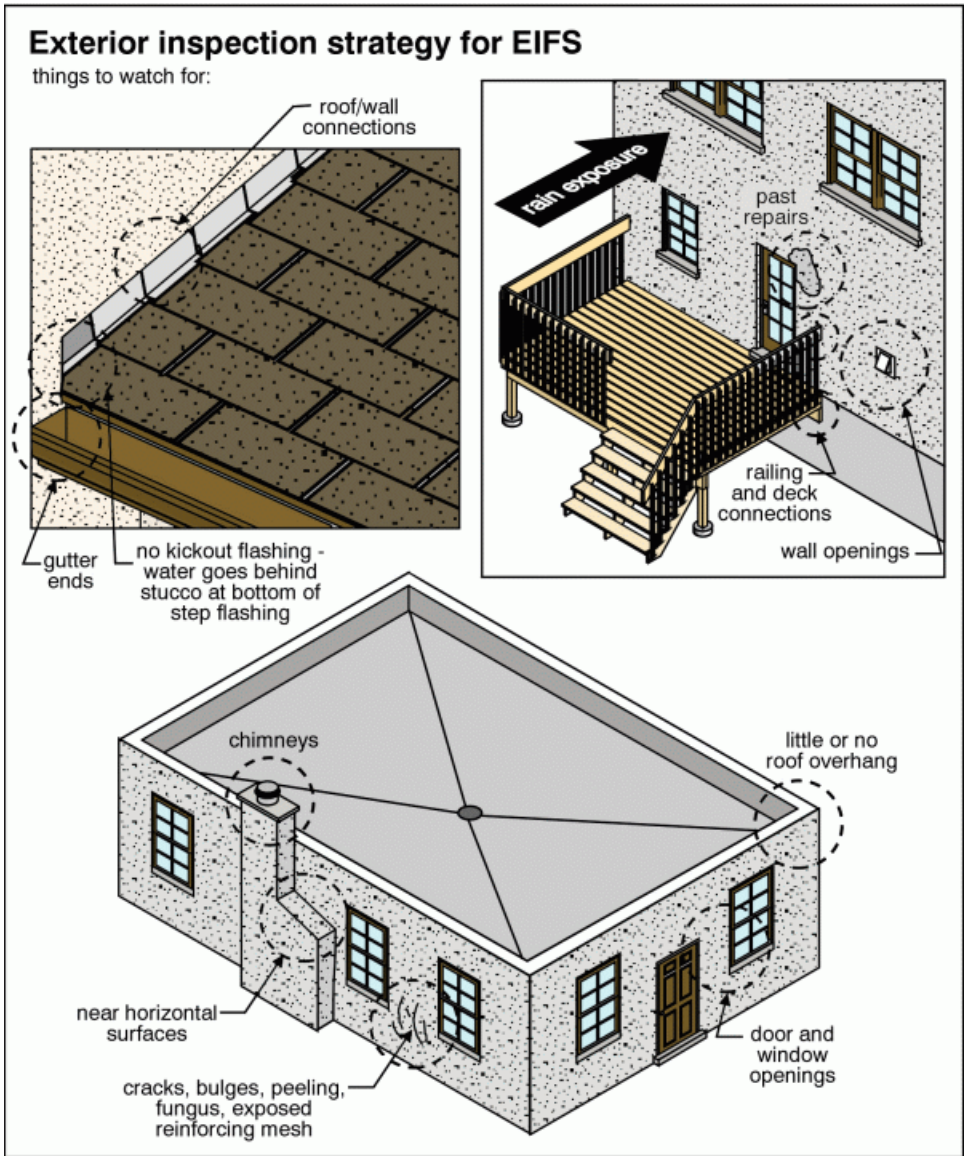 Exterior inspection strategy for EIFS
things to watch for:
roof/wall
connections
gutter
ends
no kickout flashing -
water goes behind
stucco at bottom of
step flashing
rain exposure
past
repairs
railing
and deck
connections
wall openings
chimneys
little or no
roof overhang
near horizontal
surfaces
cracks, bulges, peeling,
fungus, exposed
reinforcing mesh
door and
window
openings